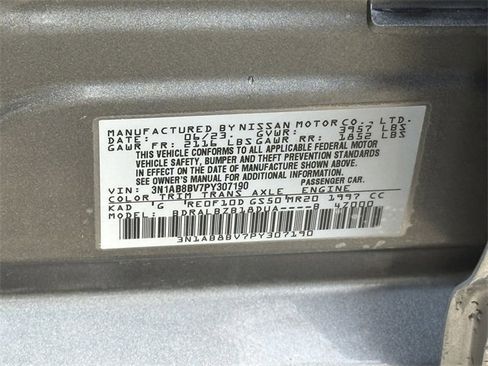 MANUFACTURED BY NISSAN MOTOR CO., LTD.
DATE: 06/23. GVWR: 3957 LBS
GAWR FR: 2116 LBS GAWR RR: 1852 LBS
THIS VEHICLE CONFORMS TO ALL APPLICABLE FEDERAL MOTOR
VEHICLE SAFETY, BUMPER AND THEFT PREVENTION STANDARDS
IN EFFECT ON THE DATE OF MANUFACTURE SHOWN ABOVE.
SEE OWNER'S MANUAL FOR ADDITIONAL INFORMATION
VIN: 3N1AB8BV7PY307190 PASSENGER CAR.
COLOR TRIM TRANS AXLE ENGINE
KAD G RE0F10D GS50 MR20 1997 CC
MODEL: BDRALBZB18DUA----B 47000
3N1AB8BV7PY307190